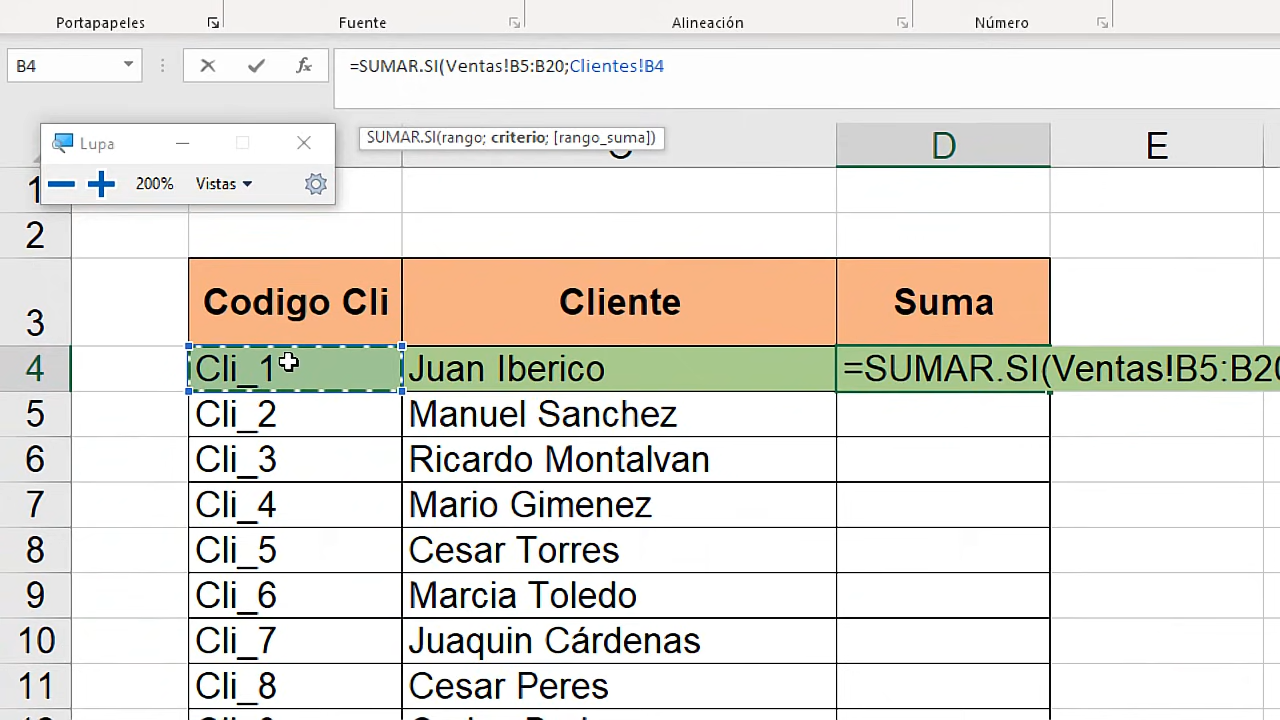 Portapapeles Fuente Alineación Número
B4 fx =SUMAR.SI(Ventas!B5:B20;Clientes!B4
Lupa
SUMAR.SI(rango; criterio; [rango_suma])
200% Vistas
D E
1
2
3 Codigo Cli Cliente Suma
4 Cli_1 Juan Iberico =SUMAR.SI(Ventas!B5:B20
5 Cli_2 Manuel Sanchez
6 Cli_3 Ricardo Montalvan
7 Cli_4 Mario Gimenez
8 Cli_5 Cesar Torres
9 Cli_6 Marcia Toledo
10 Cli_7 Juaquin Cárdenas
11 Cli_8 Cesar Peres